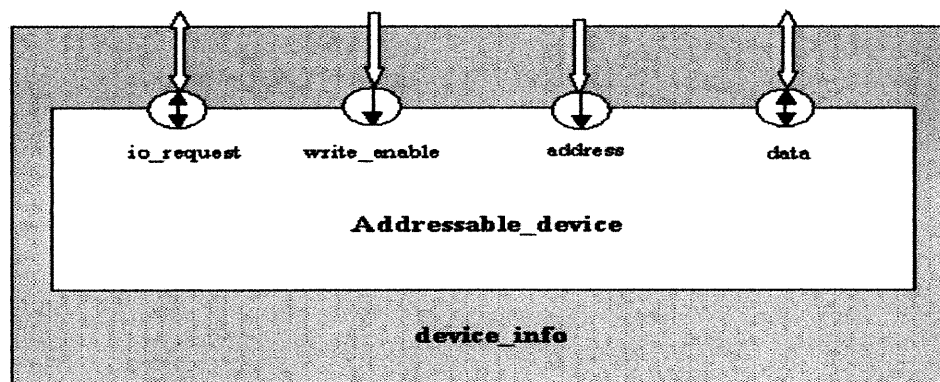 io_request write_enable address data
Addressable_device
device_info